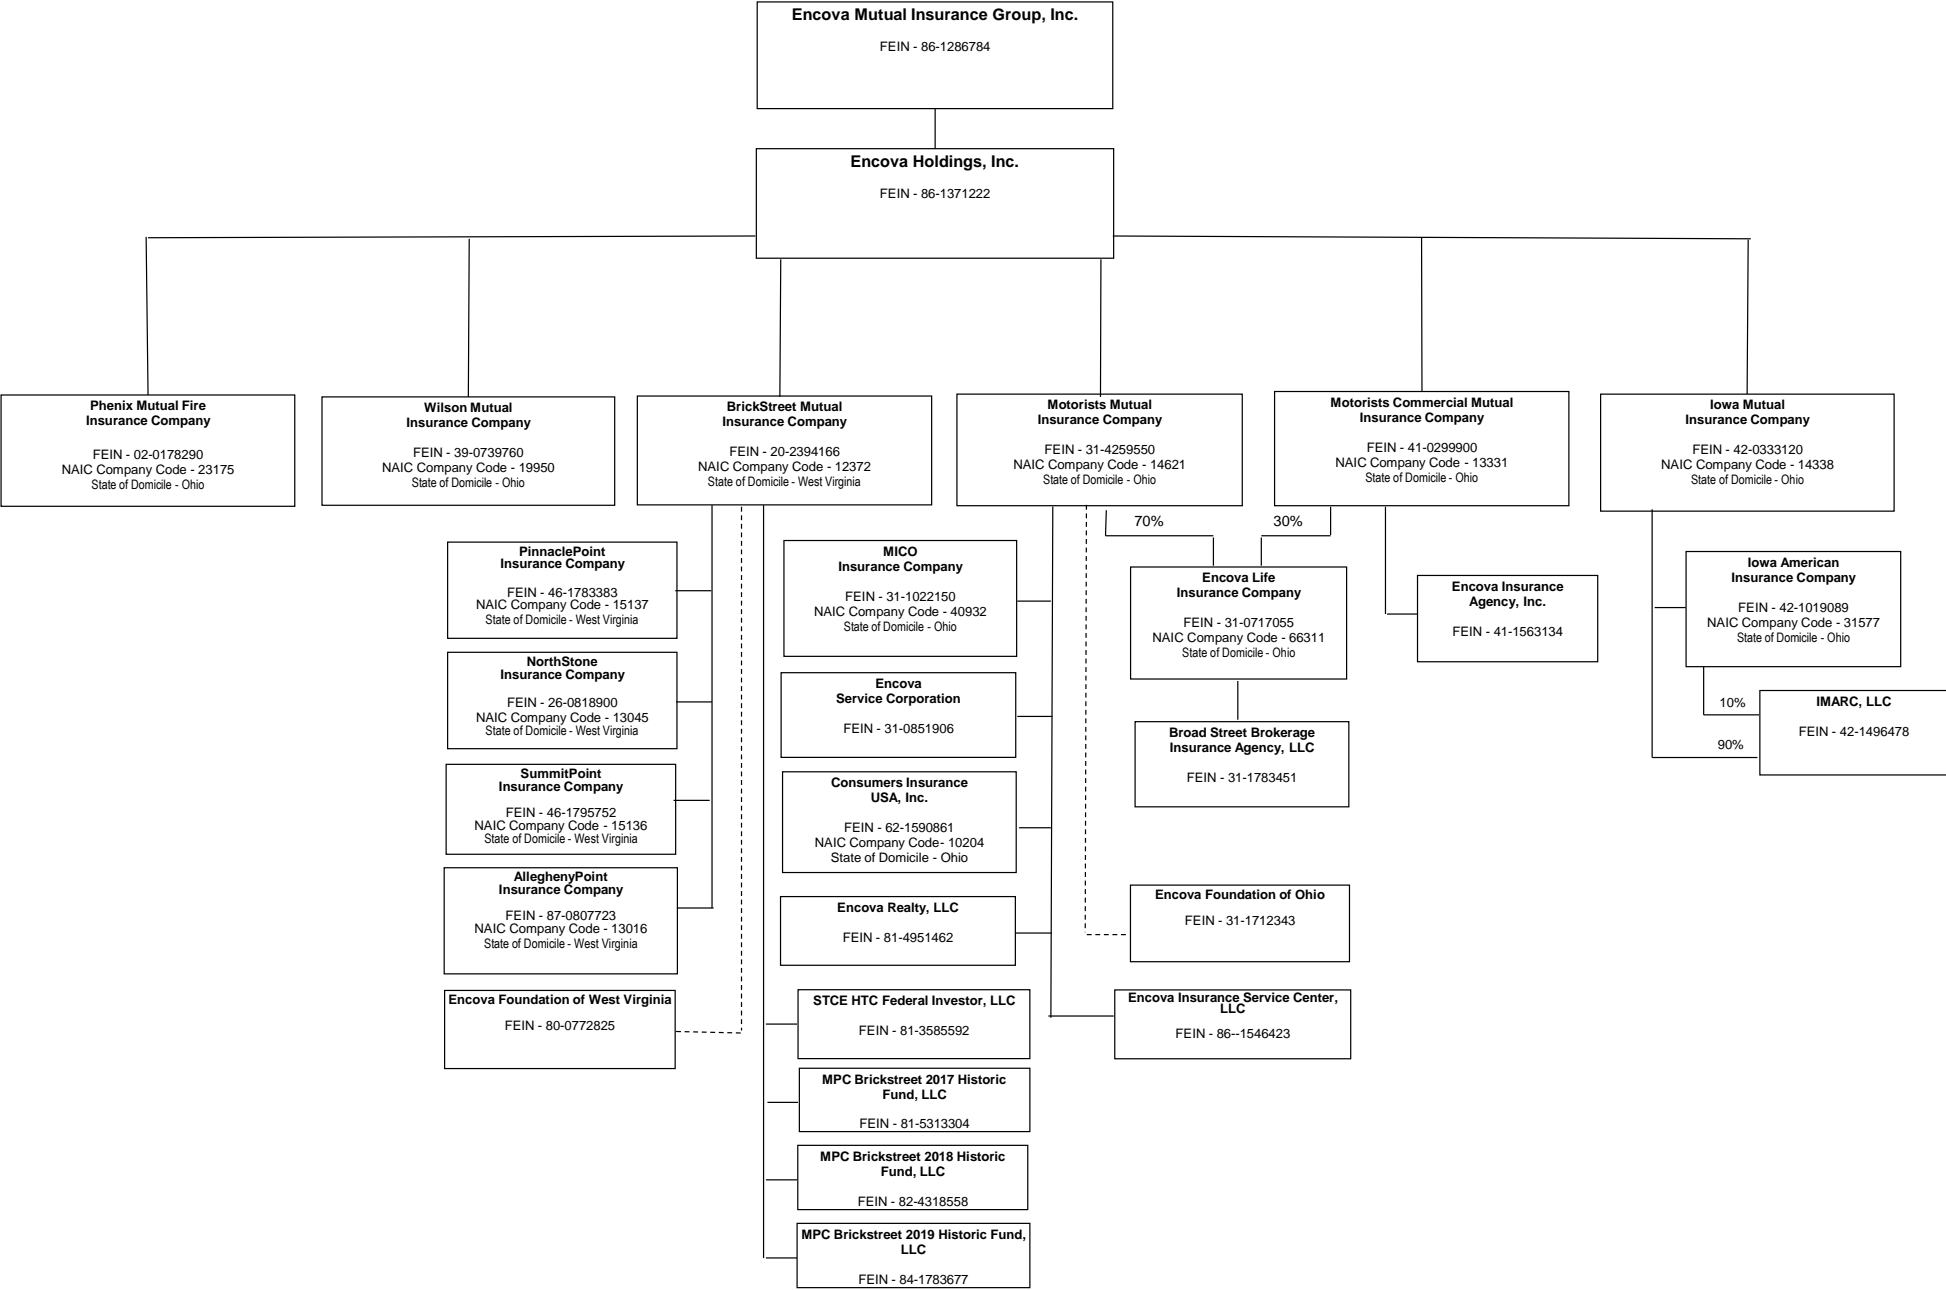 Encova Mutual Insurance Group, Inc.
FEIN - 86-1286784
Encova Holdings, Inc.
FEIN - 86-1371222
Phenix Mutual Fire
Insurance Company
FEIN - 02-0178290
NAIC Company Code - 23175
State of Domicile - Ohio
Wilson Mutual
Insurance Company
FEIN - 39-0739760
NAIC Company Code - 19950
State of Domicile - Ohio
BrickStreet Mutual
Insurance Company
FEIN - 20-2394166
NAIC Company Code - 12372
State of Domicile - West Virginia
Motorists Mutual
Insurance Company
FEIN - 31-4259550
NAIC Company Code - 14621
State of Domicile - Ohio
Motorists Commercial Mutual
Insurance Company
FEIN - 41-0299900
NAIC Company Code - 13331
State of Domicile - Ohio
Iowa Mutual
Insurance Company
FEIN - 42-0333120
NAIC Company Code - 14338
State of Domicile - Ohio
PinnaclePoint
Insurance Company
FEIN - 46-1783383
NAIC Company Code - 15137
State of Domicile - West Virginia
NorthStone
Insurance Company
FEIN - 26-0818900
NAIC Company Code - 13045
State of Domicile - West Virginia
SummitPoint
Insurance Company
FEIN - 46-1795752
NAIC Company Code - 15136
State of Domicile - West Virginia
AlleghenyPoint
Insurance Company
FEIN - 87-0807723
NAIC Company Code - 13016
State of Domicile - West Virginia
Encova Foundation of West Virginia
FEIN - 80-0772825
MICO
Insurance Company
FEIN - 31-1022150
NAIC Company Code - 40932
State of Domicile - Ohio
Encova
Service Corporation
FEIN - 31-0851906
Consumers Insurance
USA, Inc.
FEIN - 62-1590861
NAIC Company Code- 10204
State of Domicile - Ohio
Encova Realty, LLC
FEIN - 81-4951462
STCE HTC Federal Investor, LLC
FEIN - 81-3585592
MPC Brickstreet 2017 Historic
Fund, LLC
FEIN - 81-5313304
MPC Brickstreet 2018 Historic
Fund, LLC
FEIN - 82-4318558
MPC Brickstreet 2019 Historic Fund,
LLC
FEIN - 84-1783677
70%
30%
Encova Life
Insurance Company
FEIN - 31-0717055
NAIC Company Code - 66311
State of Domicile - Ohio
Broad Street Brokerage
Insurance Agency, LLC
FEIN - 31-1783451
Encova Foundation of Ohio
FEIN - 31-1712343
Encova Insurance Service Center,
LLC
FEIN - 86--1546423
Encova Insurance
Agency, Inc.
FEIN - 41-1563134
Iowa American
Insurance Company
FEIN - 42-1019089
NAIC Company Code - 31577
State of Domicile - Ohio
10%
90%
IMARC, LLC
FEIN - 42-1496478